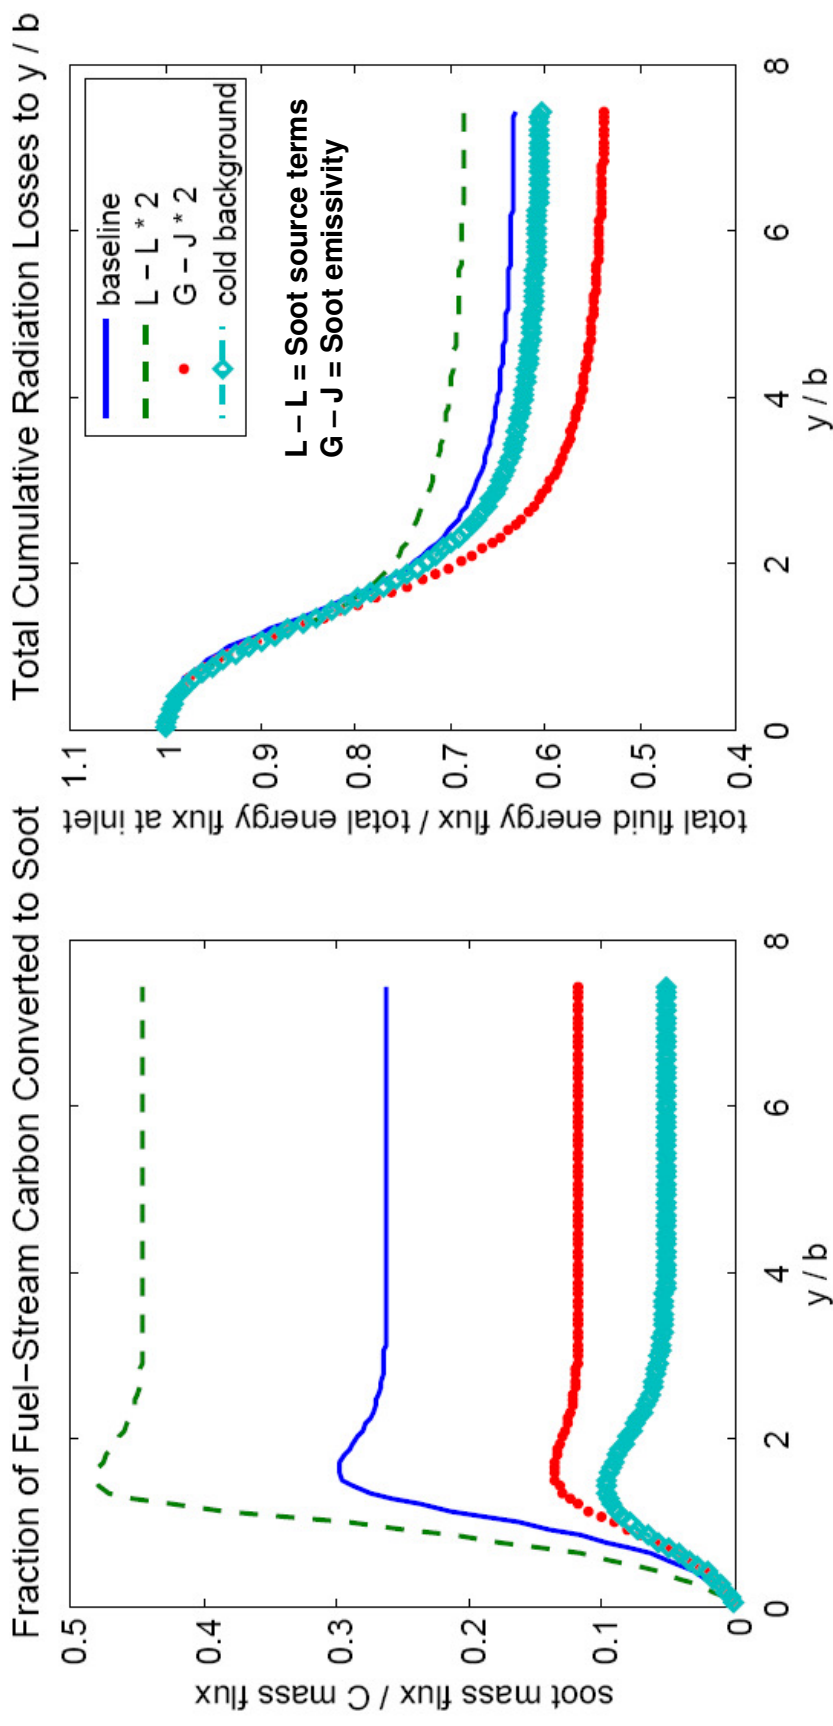 Fraction of Fuel−Stream Carbon Converted to Soot
0.5
0.4
0.3
0.2
0.1
0
soot mass flux / C mass flux
0
2
4
6
8
y / b
Total Cumulative Radiation Losses to y / b
1.1
1
0.9
0.8
0.7
0.6
0.5
0.4
total fluid energy flux / total energy flux at inlet
0
2
4
6
8
y / b
baseline
L − L * 2
G − J * 2
cold background
L − L = Soot source terms
G − J = Soot emissivity